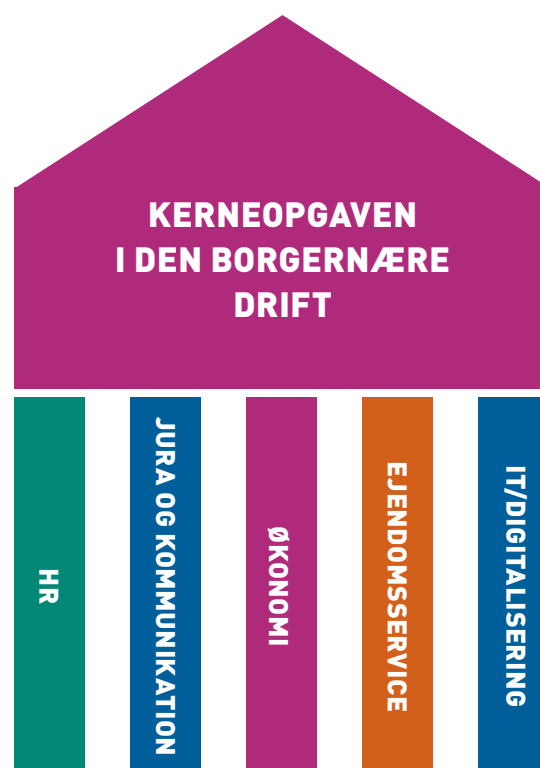 KERNEOPGAVEN
I DEN BORGERNÆRE
DRIFT
HR
JURA OG KOMMUNIKATION
ØKONOMI
EJENDOMSSERVICE
IT/DIGITALISERING